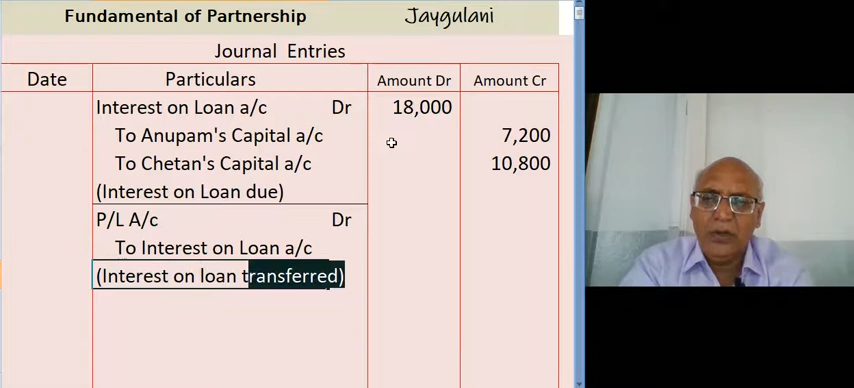 Fundamental of Partnership Jaygulani
Journal Entries
Date Particulars Amount Dr Amount Cr
Interest on Loan a/c Dr 18,000
To Anupam's Capital a/c 7,200
To Chetan's Capital a/c 10,800
(Interest on Loan due)
P/L A/c Dr
To Interest on Loan a/c
(Interest on loan transferred)